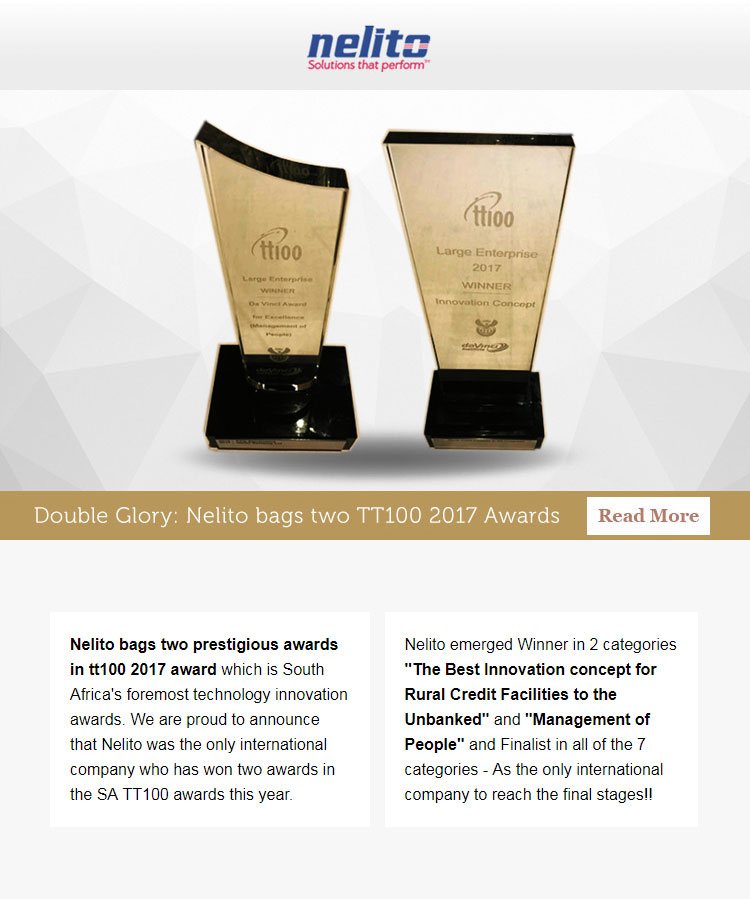 nelito
Solutions that perform™
tt100
tt100
Large Enterprise
WINNER
Da Vinci Award
for Excellence
(Management of
People)
tt100
Large Enterprise
2017
WINNER
Innovation Concept
daVinci
Double Glory: Nelito bags two TT100 2017 Awards
Read More
Nelito bags two prestigious awards
in tt100 2017 award which is South
Africa's foremost technology innovation
awards. We are proud to announce
that Nelito was the only international
company who has won two awards in
the SA TT100 awards this year.
Nelito emerged Winner in 2 categories
"The Best Innovation concept for
Rural Credit Facilities to the
Unbanked" and "Management of
People" and Finalist in all of the 7
categories - As the only international
company to reach the final stages!!